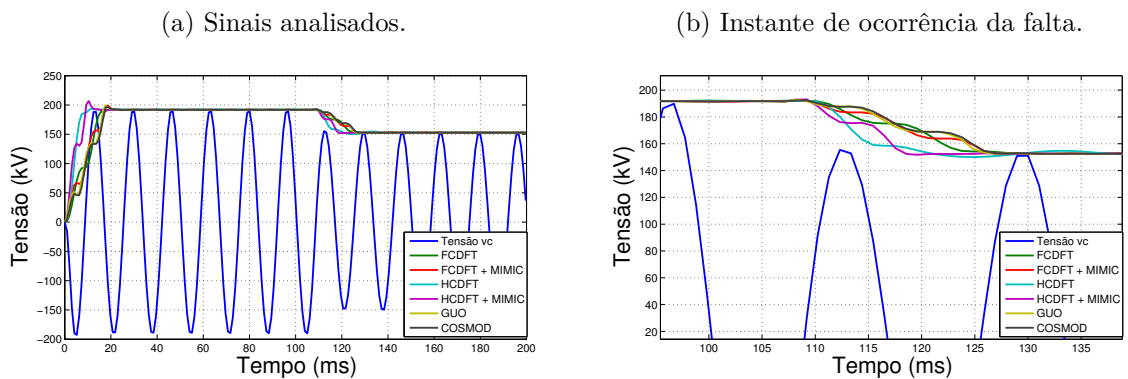 (a) Sinais analisados.
(b) Instante de ocorrência da falta.
Tensão (kV)
250
200
150
100
50
0
−50
−100
−150
−200
0 20 40 60 80 100 120 140 160 180 200
Tempo (ms)
Tensão vc
FCDFT
FCDFT + MIMIC
HCDFT
HCDFT + MIMIC
GUO
COSMOD
Tensão (kV)
200
180
160
140
120
100
80
60
40
20
100 105 110 115 120 125 130 135
Tempo (ms)
Tensão vc
FCDFT
FCDFT + MIMIC
HCDFT
HCDFT + MIMIC
GUO
COSMOD